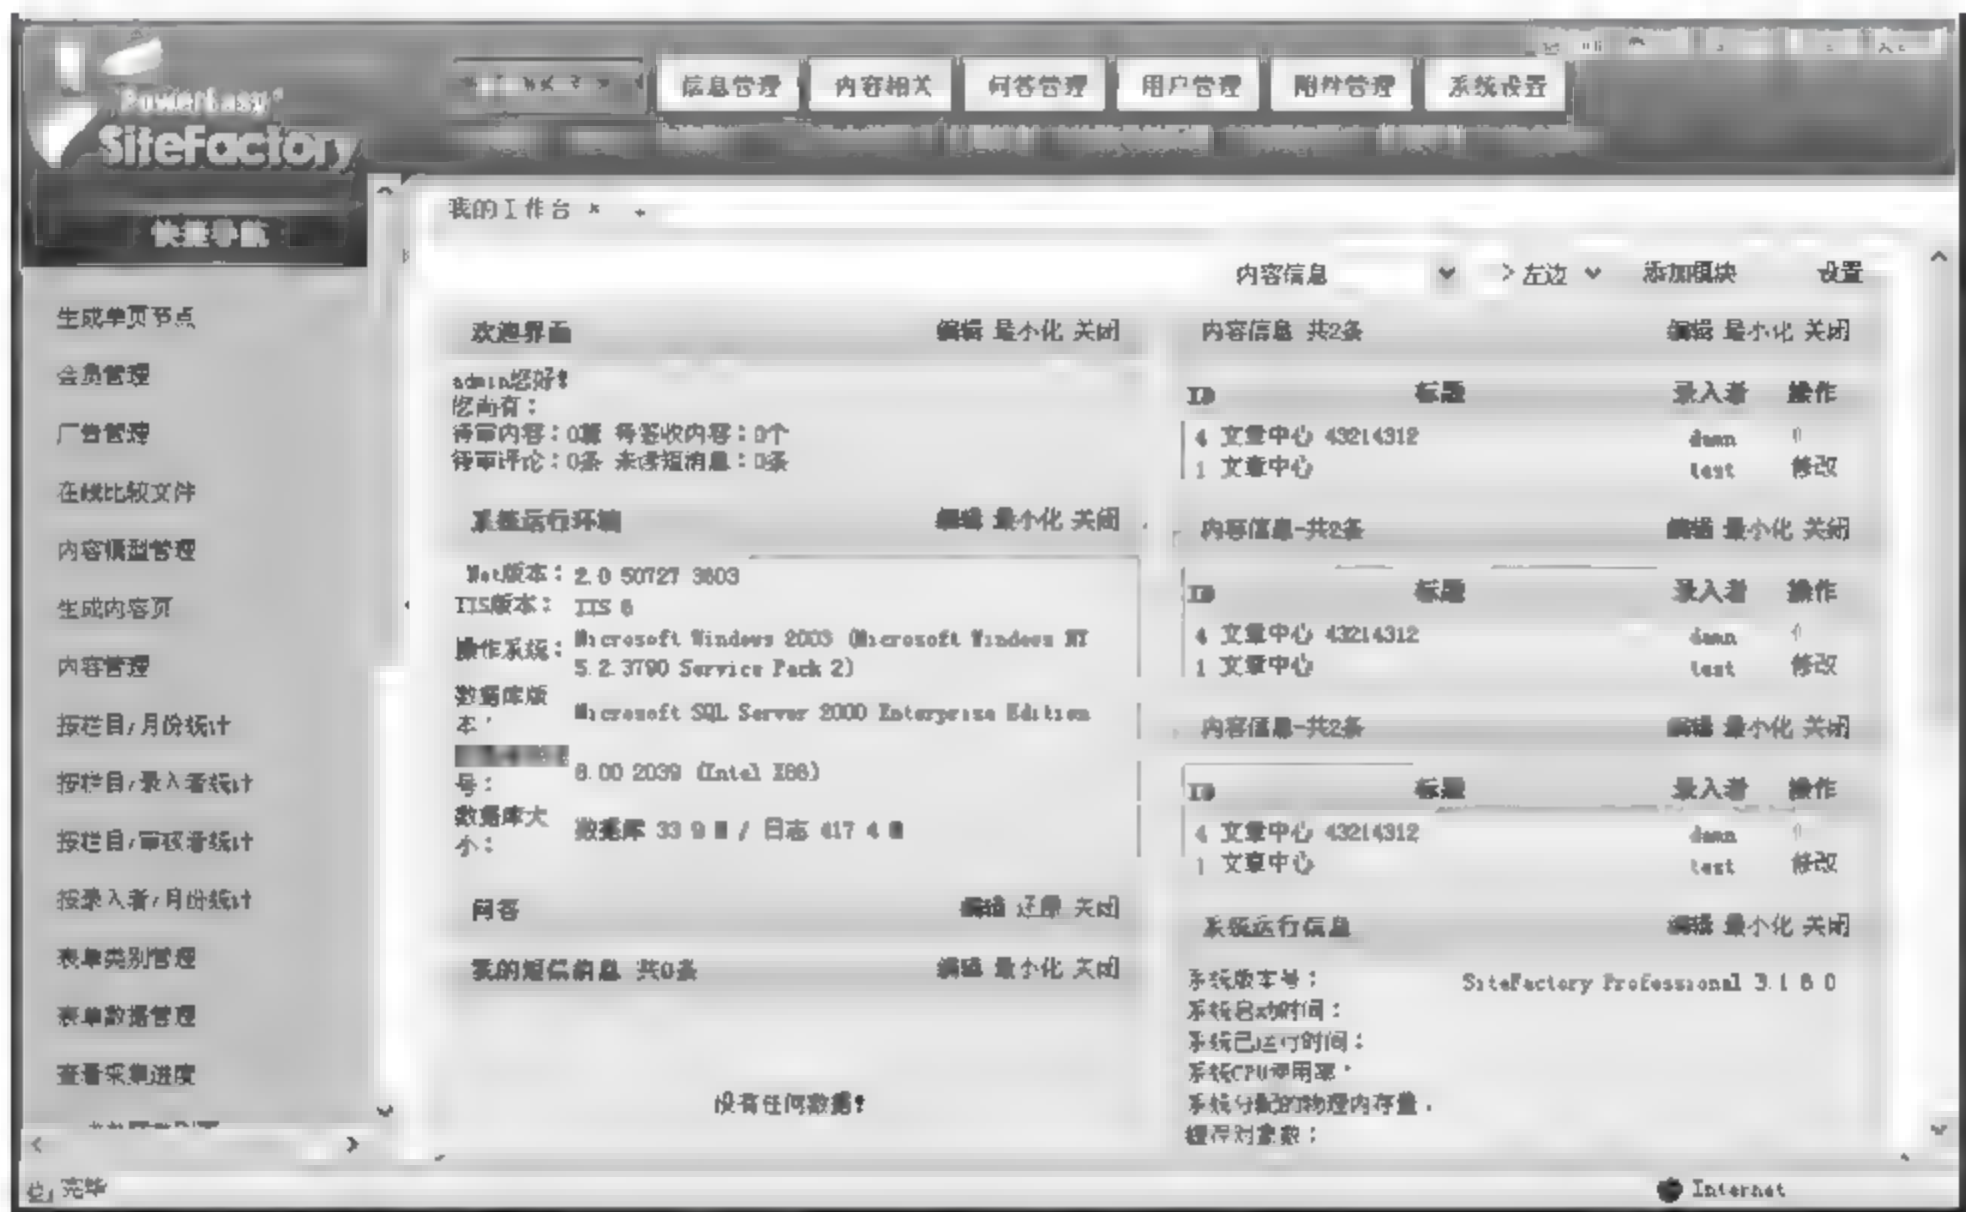 PowerEasy
SiteFactory
信息管理 内容相关 问答管理 用户管理 附件管理 系统设置
快捷导航
我的工作台
内容信息 左边 添加模块 设置
生成单页节点
会员管理
广告管理
在线比较文件
内容模型管理
生成内容页
内容管理
按栏目/月份统计
按栏目/录入者统计
按栏目/审核者统计
按录入者/月份统计
表单类别管理
表单数据管理
查看采集进度
欢迎界面 编辑 最小化 关闭
admin您好!
您尚有:
待审内容:0篇 待签收内容:0个
待审评论:0条 未读短消息:0条
系统运行环境 编辑 最小化 关闭
.Net版本: 2.0.50727.3603
IIS版本: IIS 6
操作系统: Microsoft Windows 2003 (Microsoft Windows NT
5.2.3790 Service Pack 2)
数据库版
本: Microsoft SQL Server 2000 Enterprise Edition
号: 8.00.2039 (Intel X86)
数据库大
小: 数据库 33.9 M / 日志 417.4 M
问答 编辑 还原 关闭
我的短信信息 共0条 编辑 最小化 关闭
没有任何数据!
内容信息 共2条 编辑 最小化 关闭
ID 标题 录入者 操作
4 文章中心 43214312
1 文章中心 test 修改
内容信息-共2条 编辑 最小化 关闭
ID 标题 录入者 操作
4 文章中心 43214312
1 文章中心 test 修改
内容信息-共2条 编辑 最小化 关闭
ID 标题 录入者 操作
4 文章中心 43214312
1 文章中心 test 修改
系统运行信息 编辑 最小化 关闭
系统版本号: SiteFactory Professional 3.1.6.0
系统启动时间:
系统已运行时间:
系统CPU使用率:
系统分配的物理内存量:
缓存对象数:
完毕
Internet